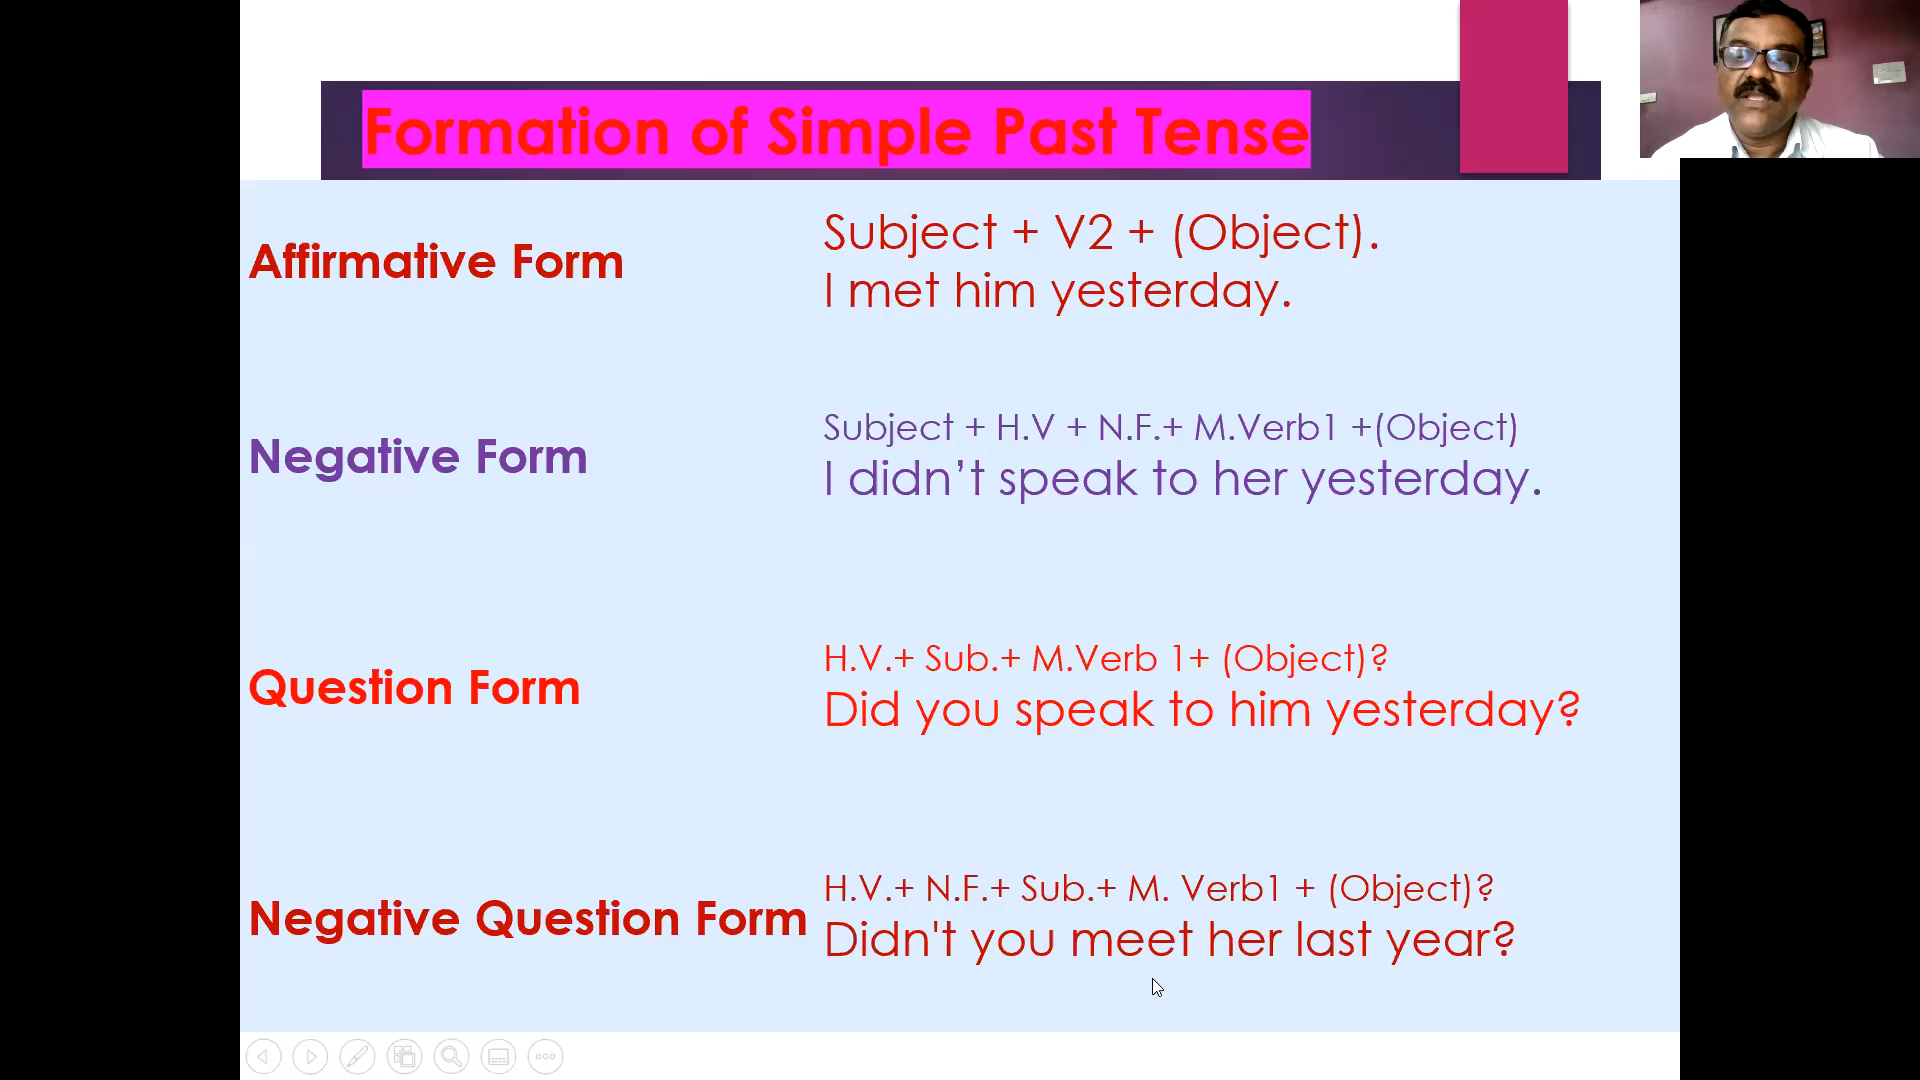 Formation of Simple Past Tense
Affirmative Form
Subject + V2 + (Object).
I met him yesterday.
Negative Form
Subject + H.V + N.F.+ M.Verb1 +(Object)
I didn’t speak to her yesterday.
Question Form
H.V.+ Sub.+ M.Verb 1+ (Object)?
Did you speak to him yesterday?
Negative Question Form
H.V.+ N.F.+ Sub.+ M. Verb1 + (Object)?
Didn't you meet her last year?